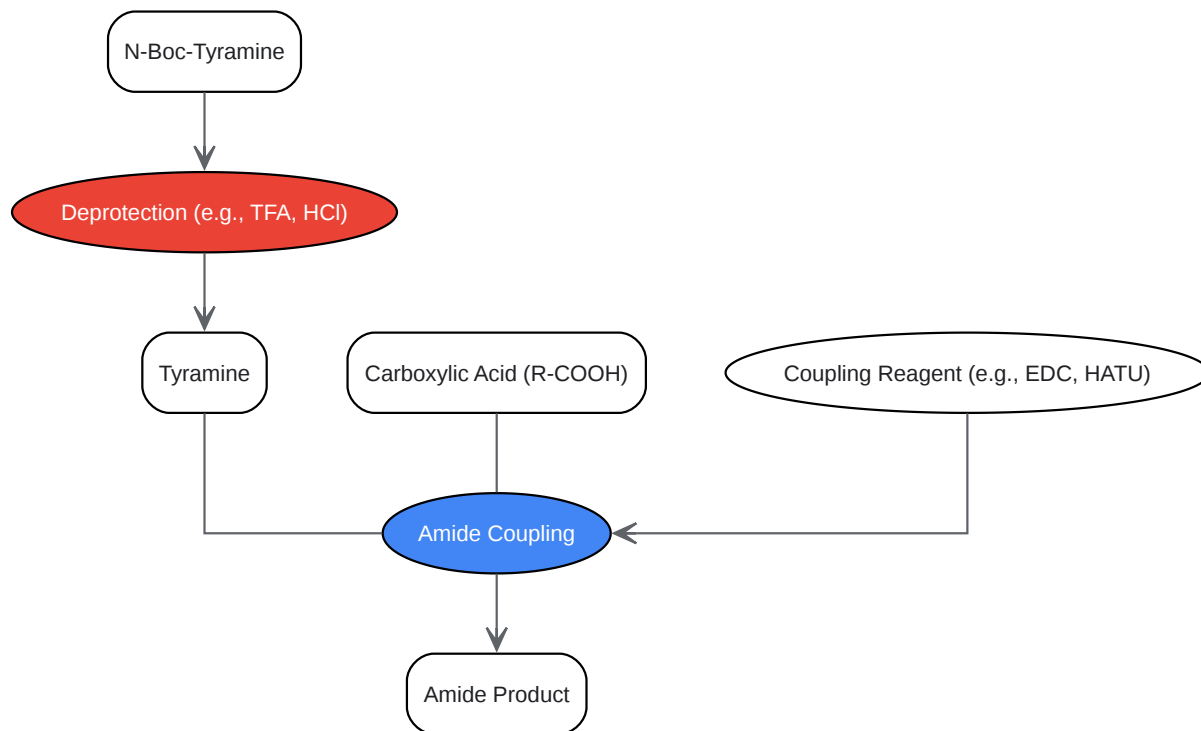 N-Boc-Tyramine
Deprotection (e.g., TFA, HCl)
Tyramine
Carboxylic Acid (R-COOH)
Coupling Reagent (e.g., EDC, HATU)
Amide Coupling
Amide Product